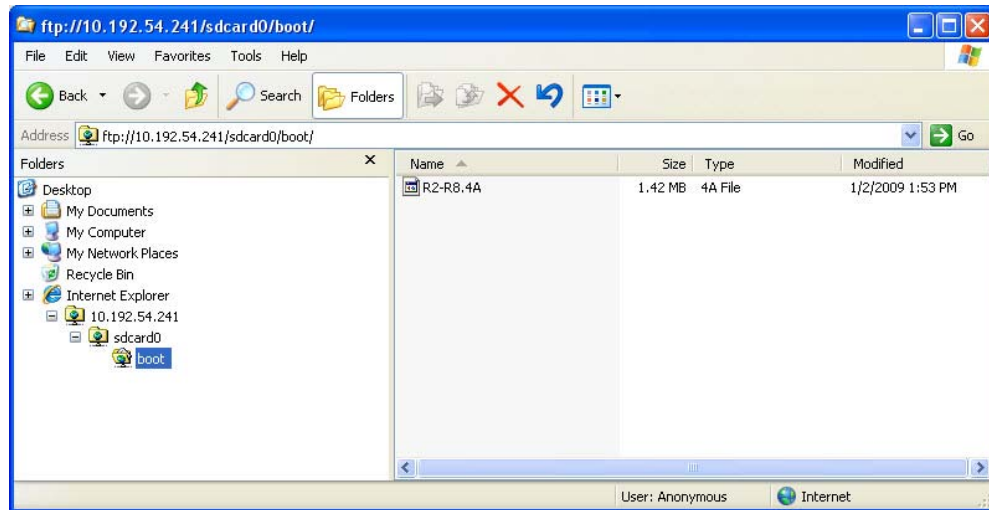 ftp://10.192.54.241/sdcard0/boot/
File Edit View Favorites Tools Help
Back Search Folders
Address ftp://10.192.54.241/sdcard0/boot/ Go
Folders x Name Size Type Modified
R2-R8.4A 1.42 MB 4A File 1/2/2009 1:53 PM
Desktop
My Documents
My Computer
My Network Places
Recycle Bin
Internet Explorer
10.192.54.241
sdcard0
boot
User: Anonymous Internet